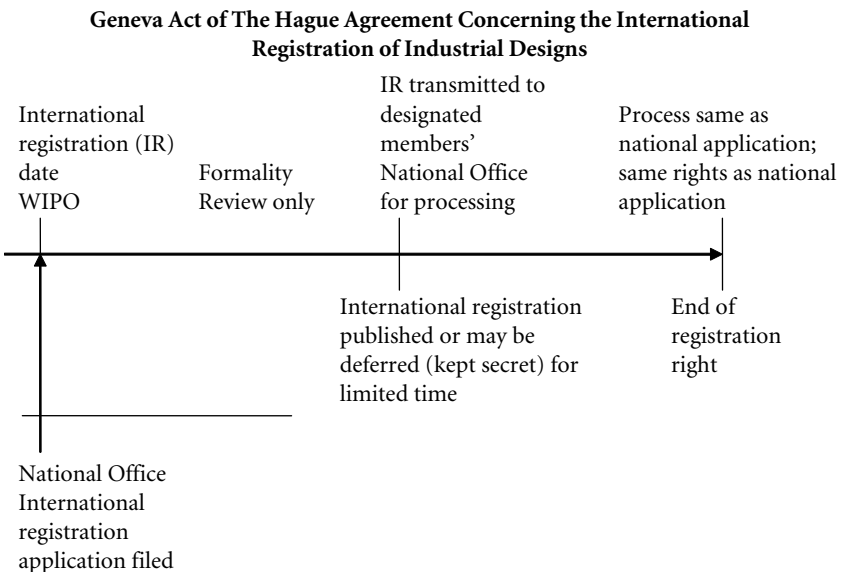 Geneva Act of The Hague Agreement Concerning the International
Registration of Industrial Designs
International
registration (IR)
date
WIPO
Formality
Review only
IR transmitted to
designated
members’
National Office
for processing
Process same as
national application;
same rights as national
application
International registration
published or may be
deferred (kept secret) for
limited time
End of
registration
right
National Office
International
registration
application filed